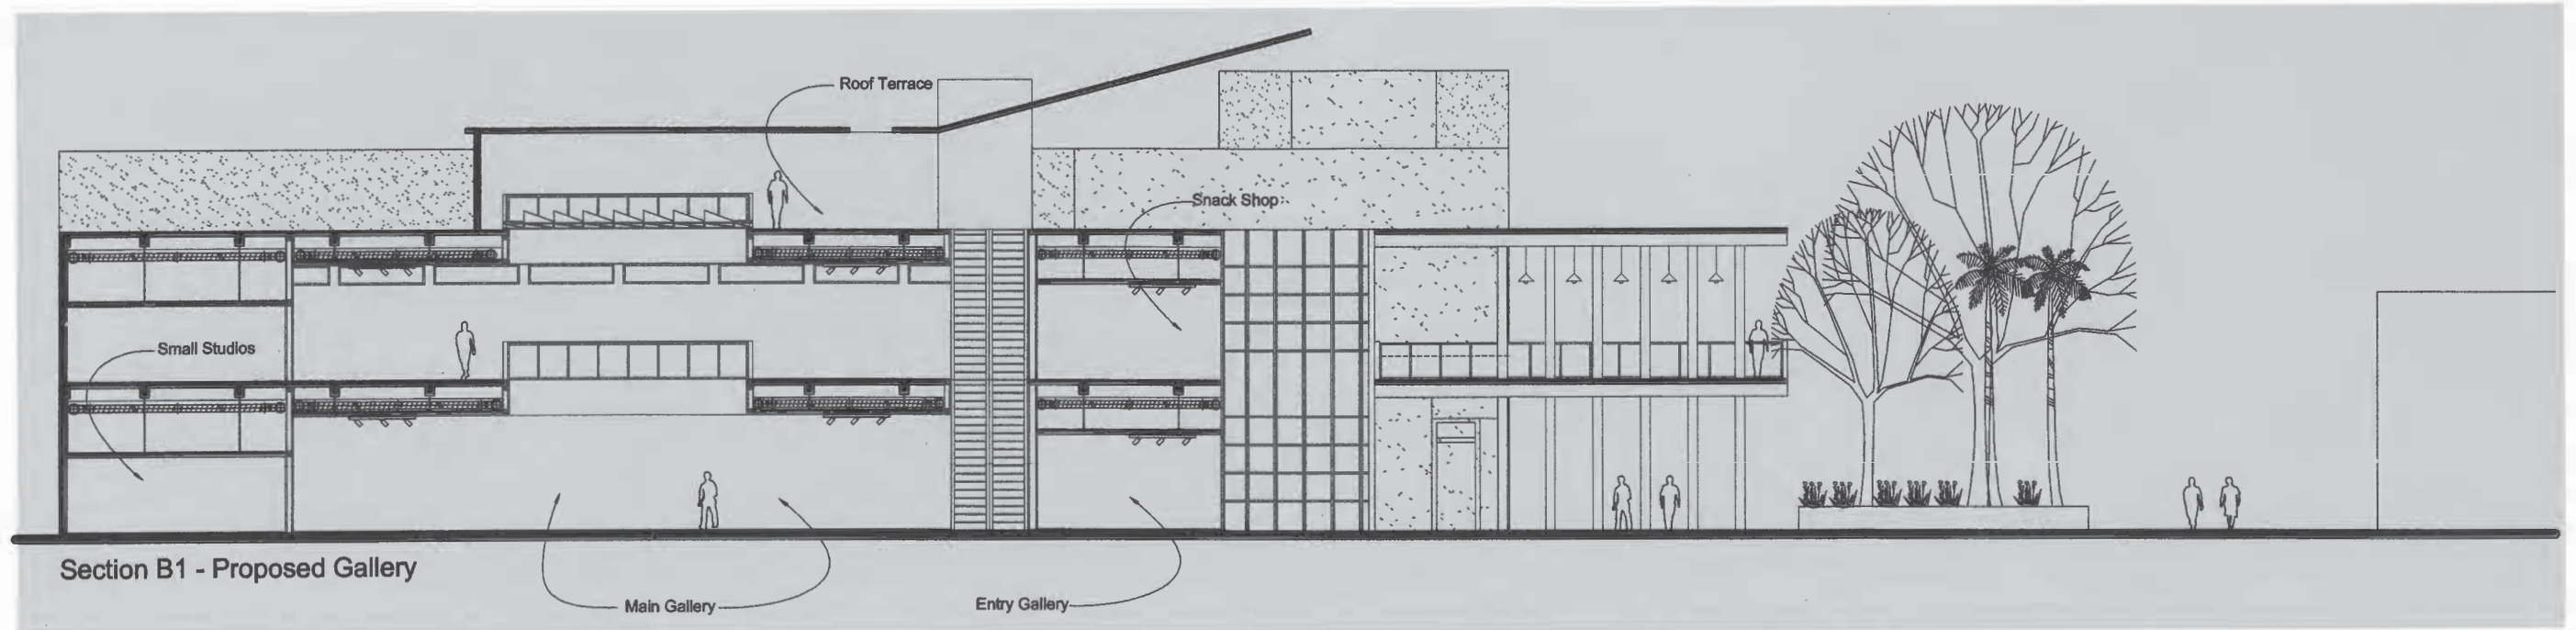 Roof Terrace
Snack Shop
Small Studios
Section B1 - Proposed Gallery
Main Gallery
Entry Gallery